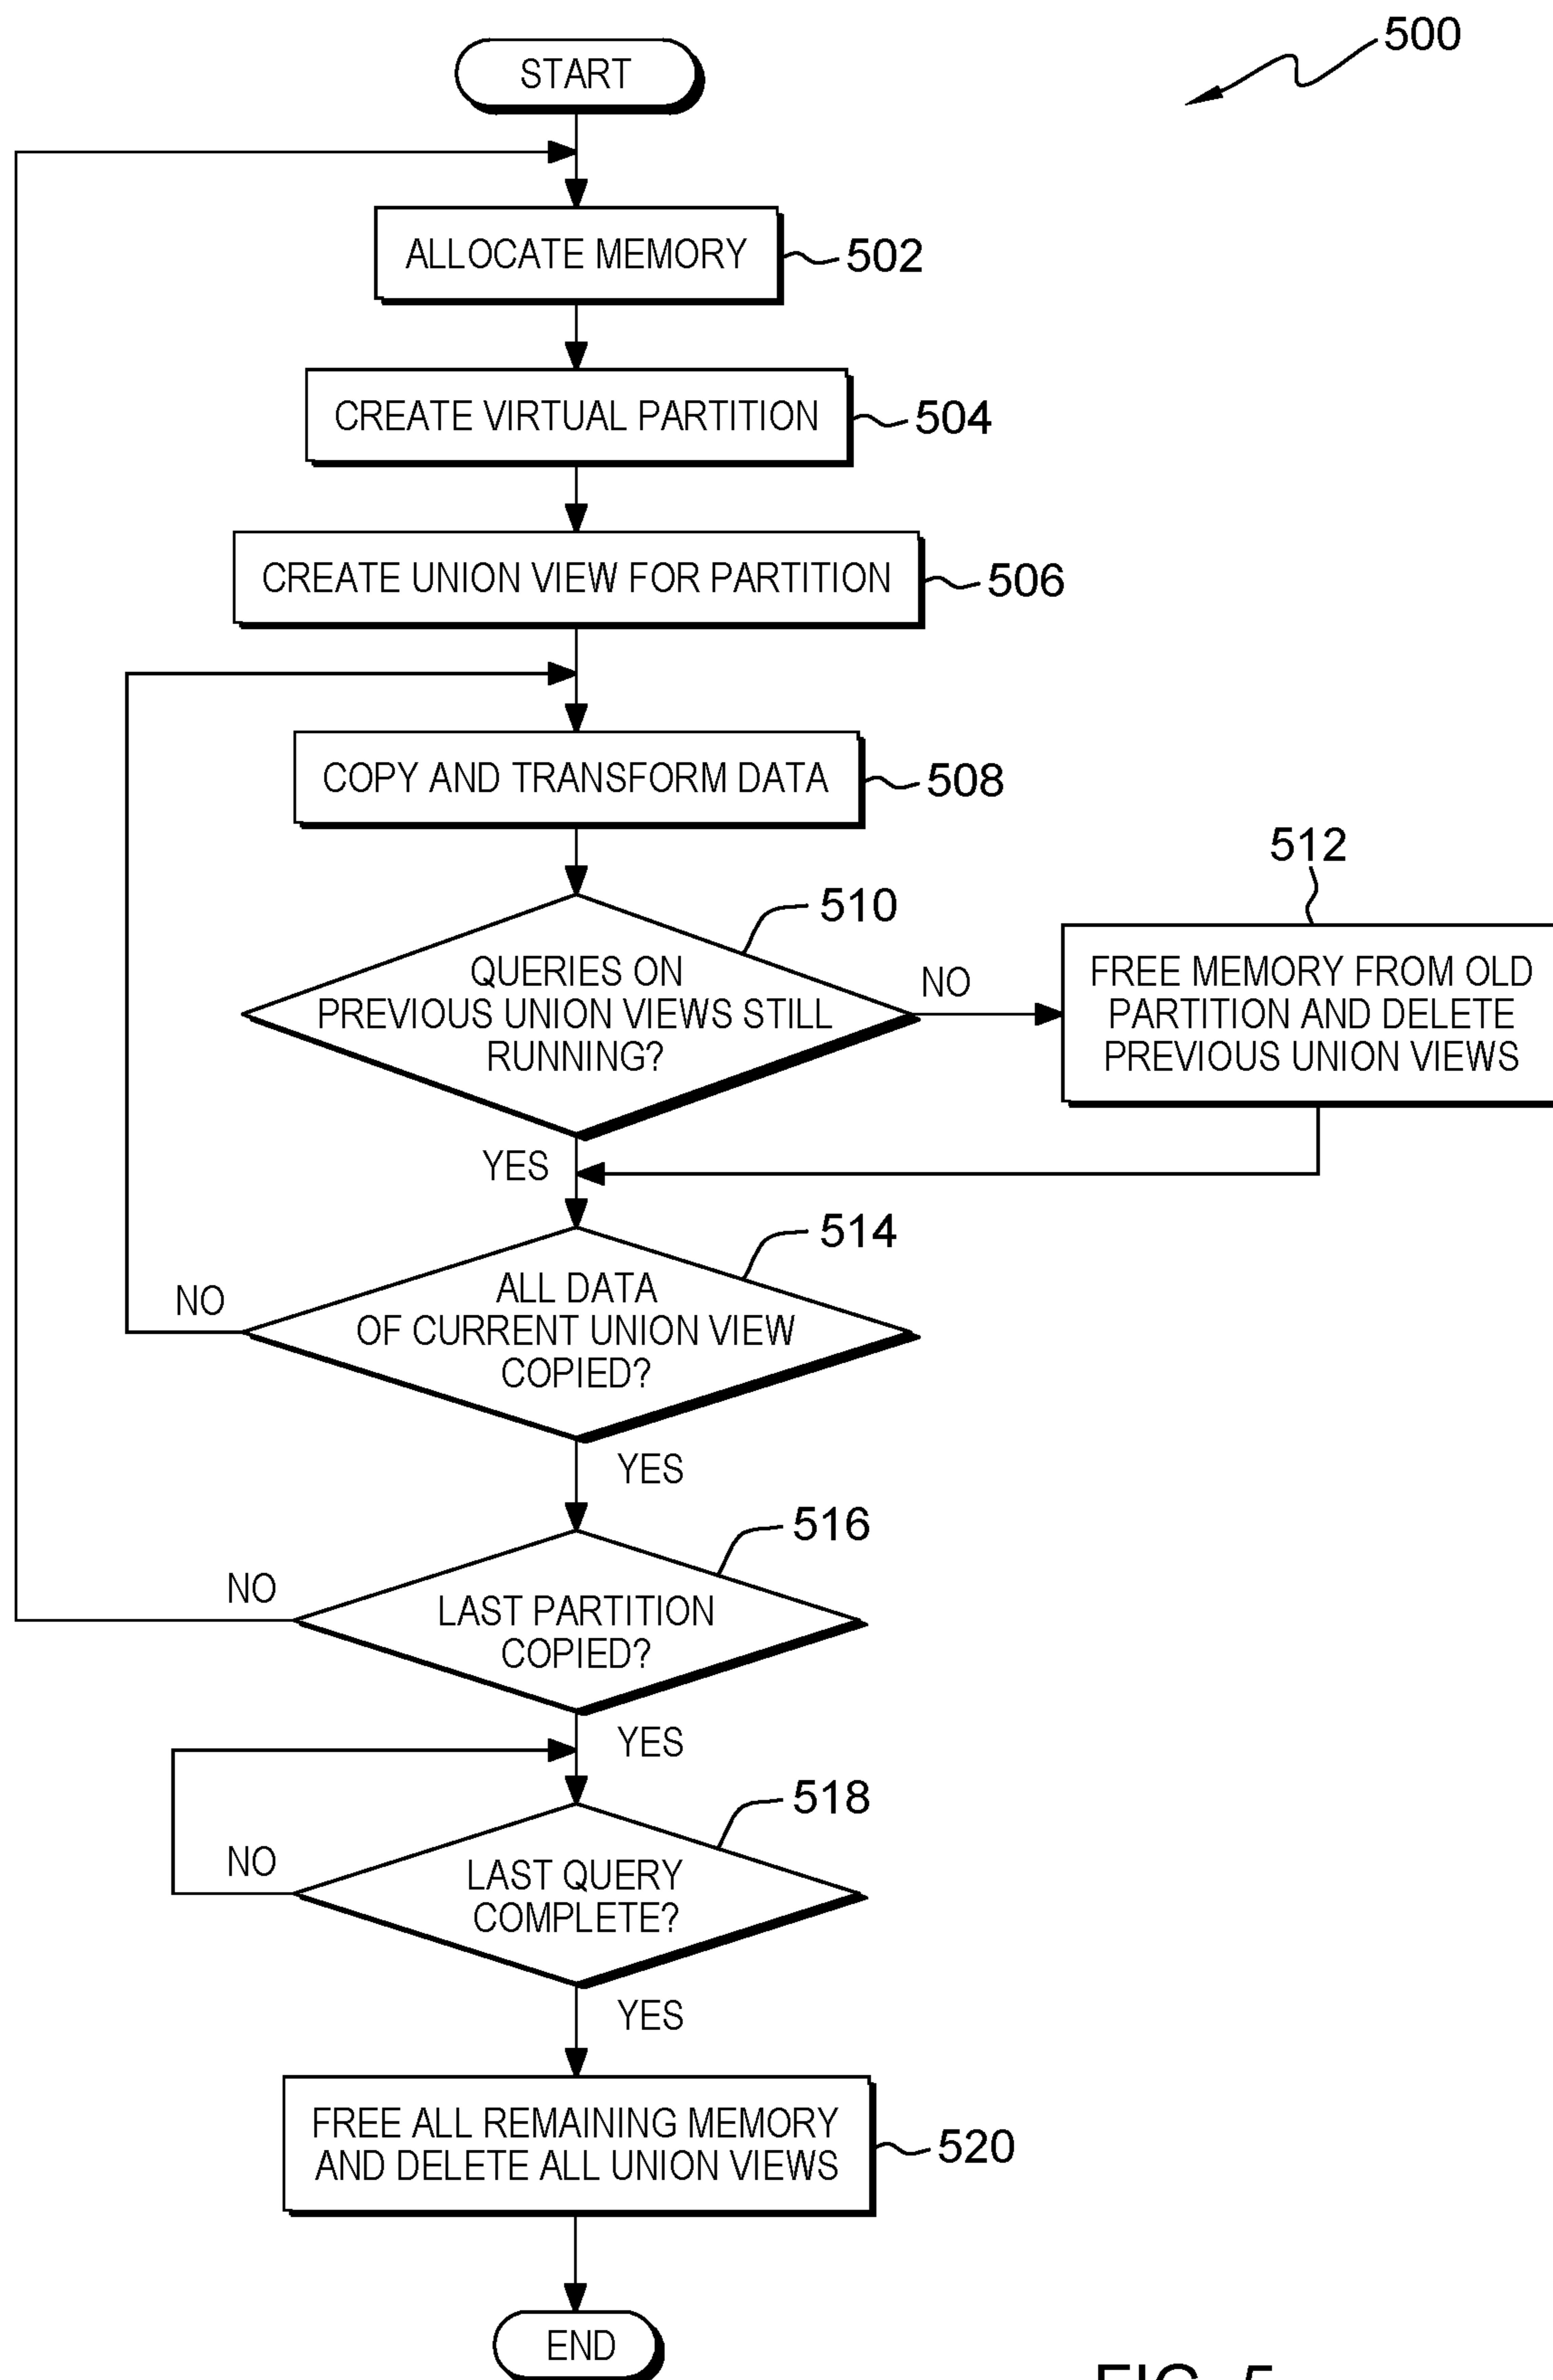 START
500
ALLOCATE MEMORY
502
CREATE VIRTUAL PARTITION
504
CREATE UNION VIEW FOR PARTITION
506
COPY AND TRANSFORM DATA
508
510
QUERIES ON
PREVIOUS UNION VIEWS STILL
RUNNING?
NO
512
FREE MEMORY FROM OLD
PARTITION AND DELETE
PREVIOUS UNION VIEWS
YES
514
ALL DATA
OF CURRENT UNION VIEW
COPIED?
NO
YES
516
LAST PARTITION
COPIED?
NO
YES
518
LAST QUERY
COMPLETE?
NO
YES
FREE ALL REMAINING MEMORY
AND DELETE ALL UNION VIEWS
520
END
FIG. 5